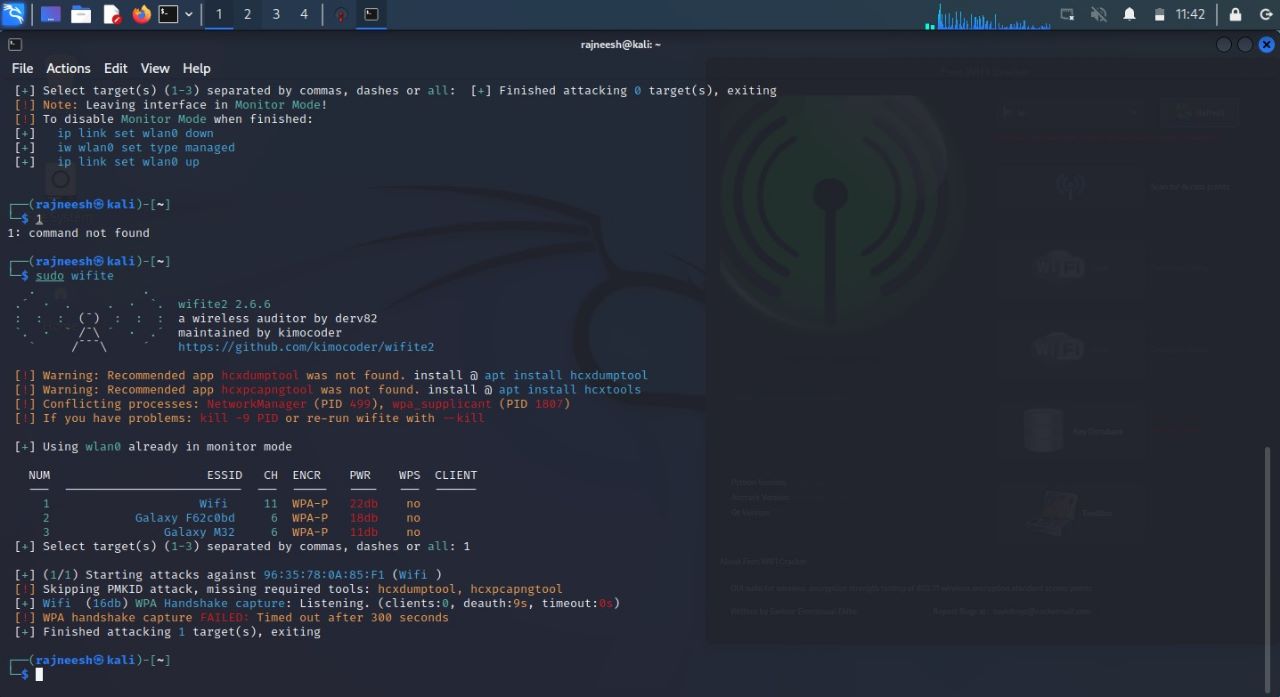 1 2 3 4 11:42
rajneesh@kali: ~
File Actions Edit View Help
[+] Select target(s) (1-3) separated by commas, dashes or all: [+] Finished attacking 0 target(s), exiting
[!] Note: Leaving interface in Monitor Mode!
[!] To disable Monitor Mode when finished:
[+] ip link set wlan0 down
[+] iw wlan0 set type managed
[+] ip link set wlan0 up
┌──(rajneesh㉿kali)-[~]
└─$ 1
1: command not found
┌──(rajneesh㉿kali)-[~]
└─$ sudo wifite
wifite2 2.6.6
a wireless auditor by derv82
maintained by kimocoder
https://github.com/kimocoder/wifite2
[!] Warning: Recommended app hcxdumptool was not found. install @ apt install hcxdumptool
[!] Warning: Recommended app hcxpcapngtool was not found. install @ apt install hcxtools
[!] Conflicting processes: NetworkManager (PID 499), wpa_supplicant (PID 1807)
[!] If you have problems: kill -9 PID or re-run wifite with --kill
[+] Using wlan0 already in monitor mode
NUM ESSID CH ENCR PWR WPS CLIENT
1 Wifi 11 WPA-P 22db no
2 Galaxy F62c0bd 6 WPA-P 18db no
3 Galaxy M32 6 WPA-P 11db no
[+] Select target(s) (1-3) separated by commas, dashes or all: 1
[+] (1/1) Starting attacks against 96:35:78:0A:85:F1 (Wifi )
[!] Skipping PMKID attack, missing required tools: hcxdumptool, hcxpcapngtool
[+] Wifi (16db) WPA Handshake capture: Listening. (clients:0, deauth:9s, timeout:0s)
[!] WPA handshake capture FAILED: Timed out after 300 seconds
[+] Finished attacking 1 target(s), exiting
┌──(rajneesh㉿kali)-[~]
└─$